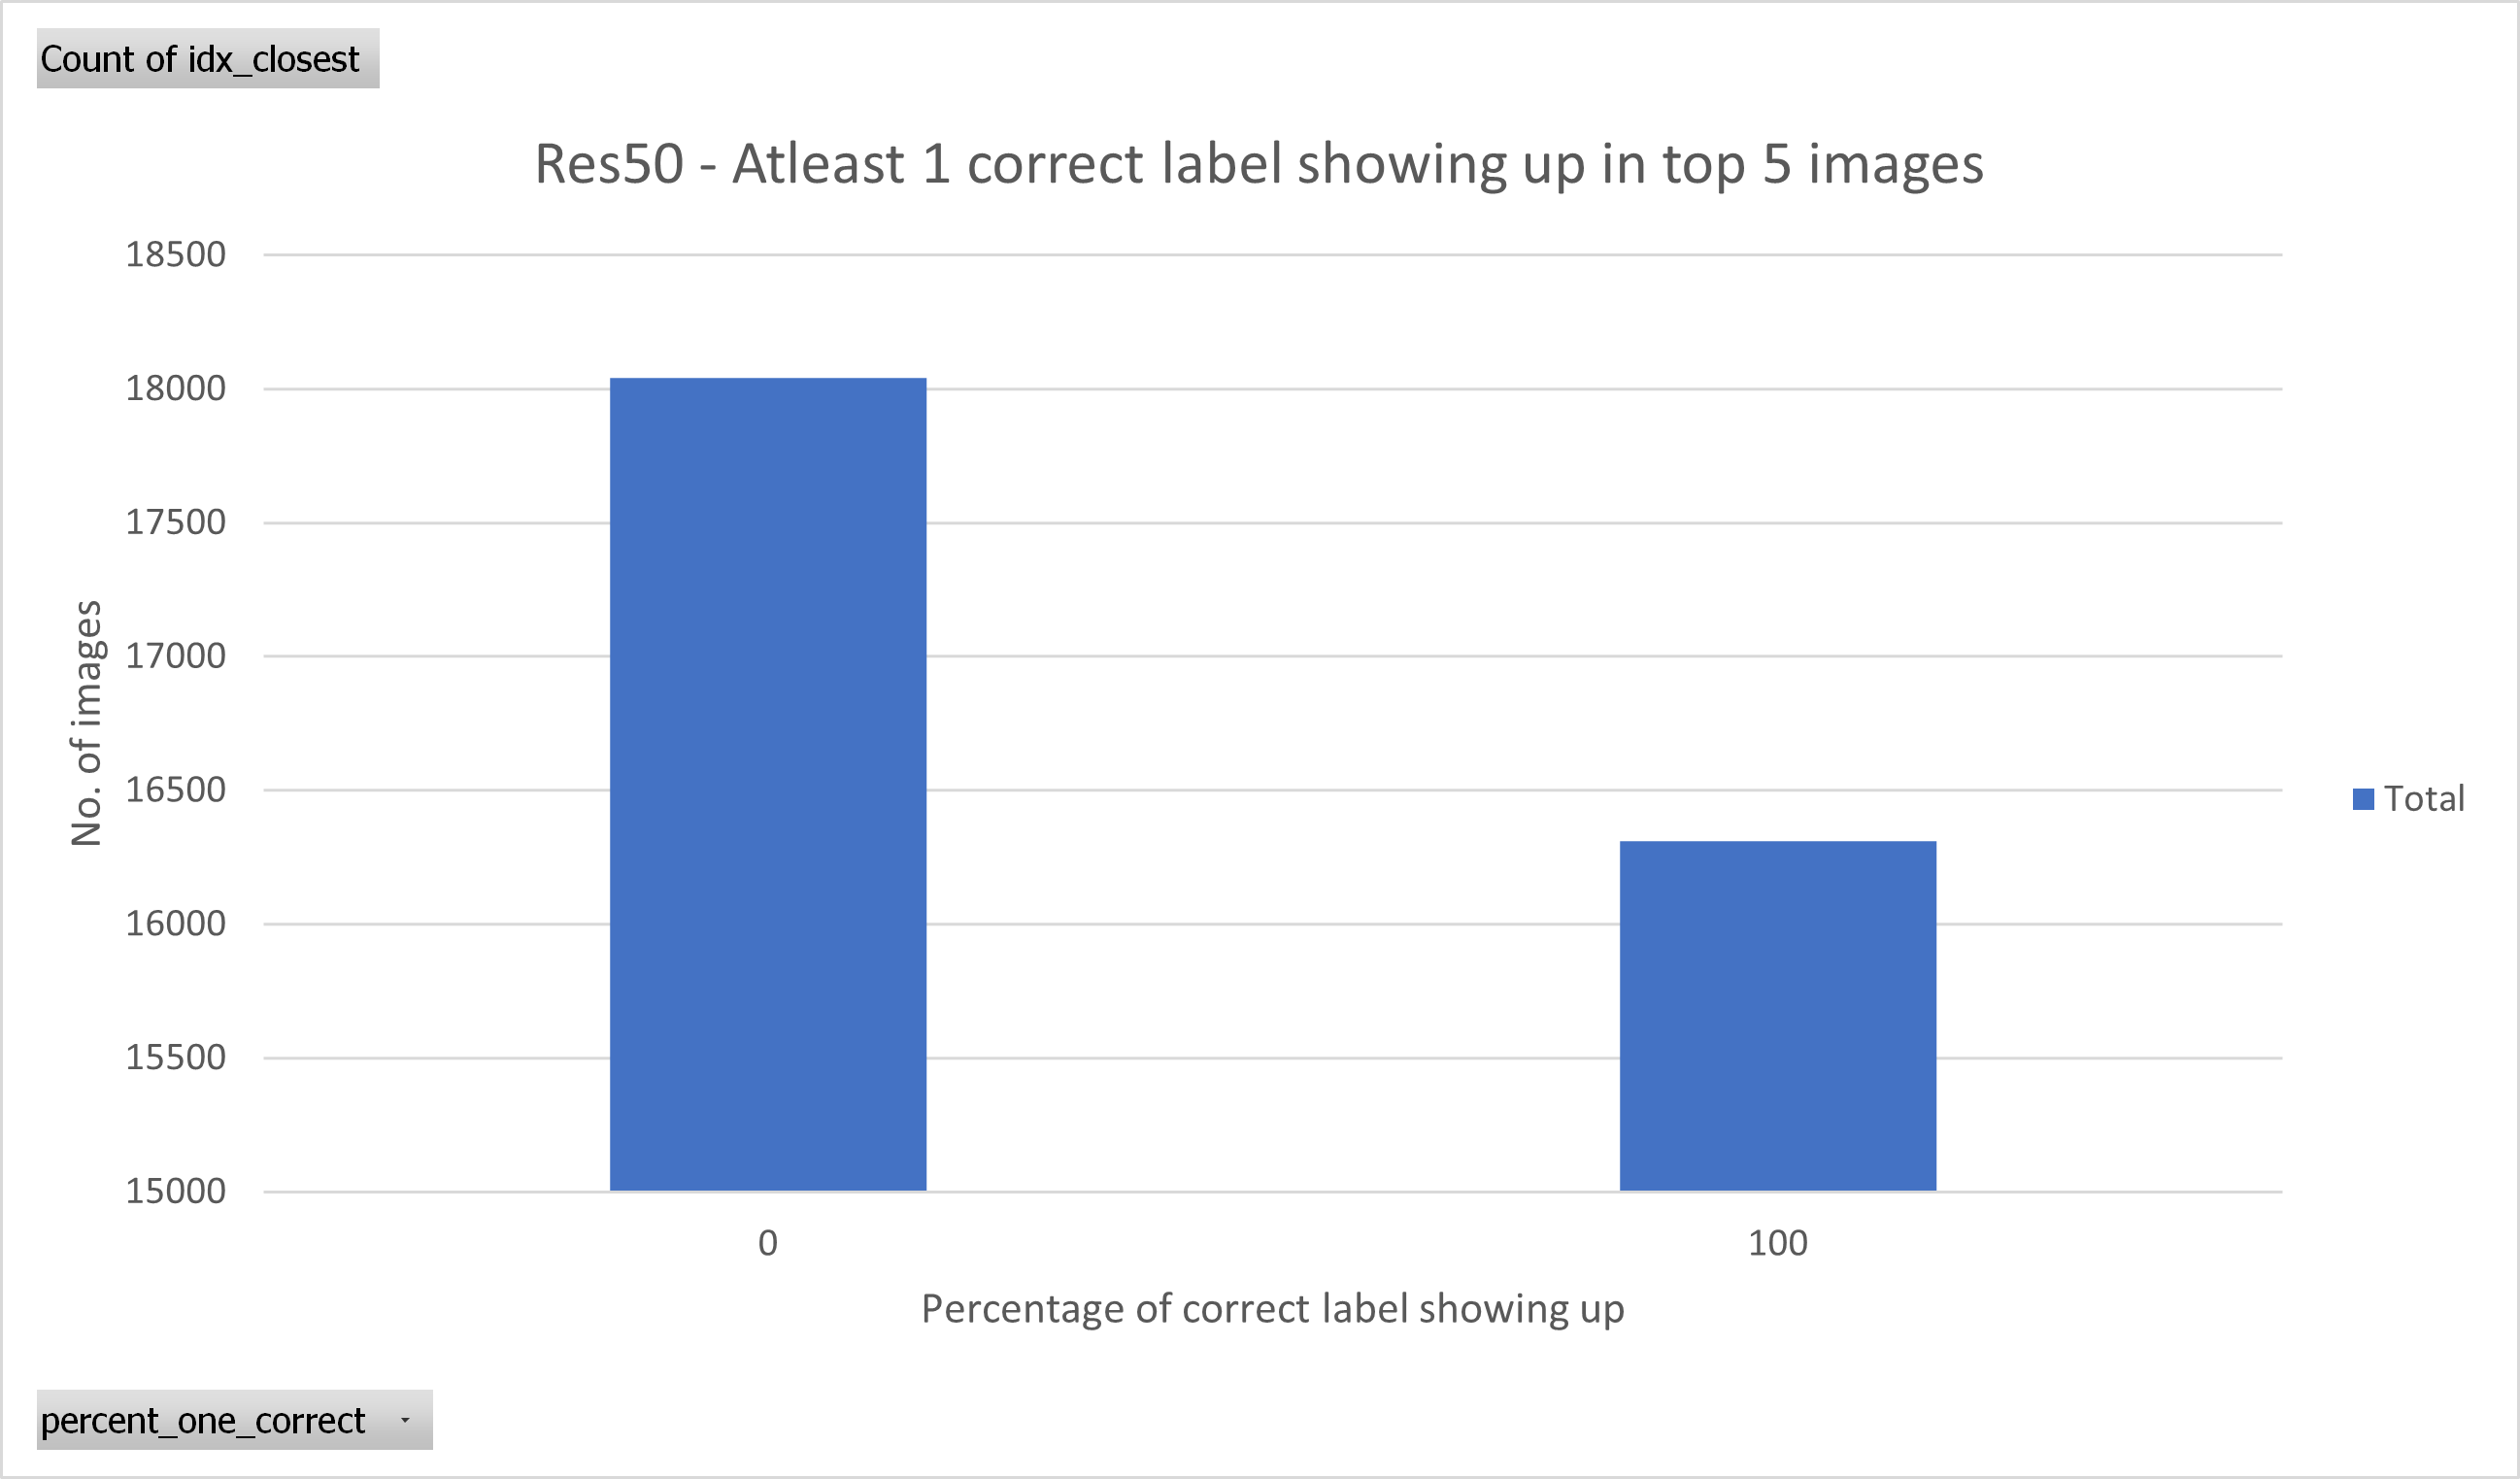 Count of idx_closest
Res50 - Atleast 1 correct label showing up in top 5 images
18500
18000
17500
17000
16500
16000
15500
15000
No. of images
0
100
Percentage of correct label showing up
Total
percent_one_correct